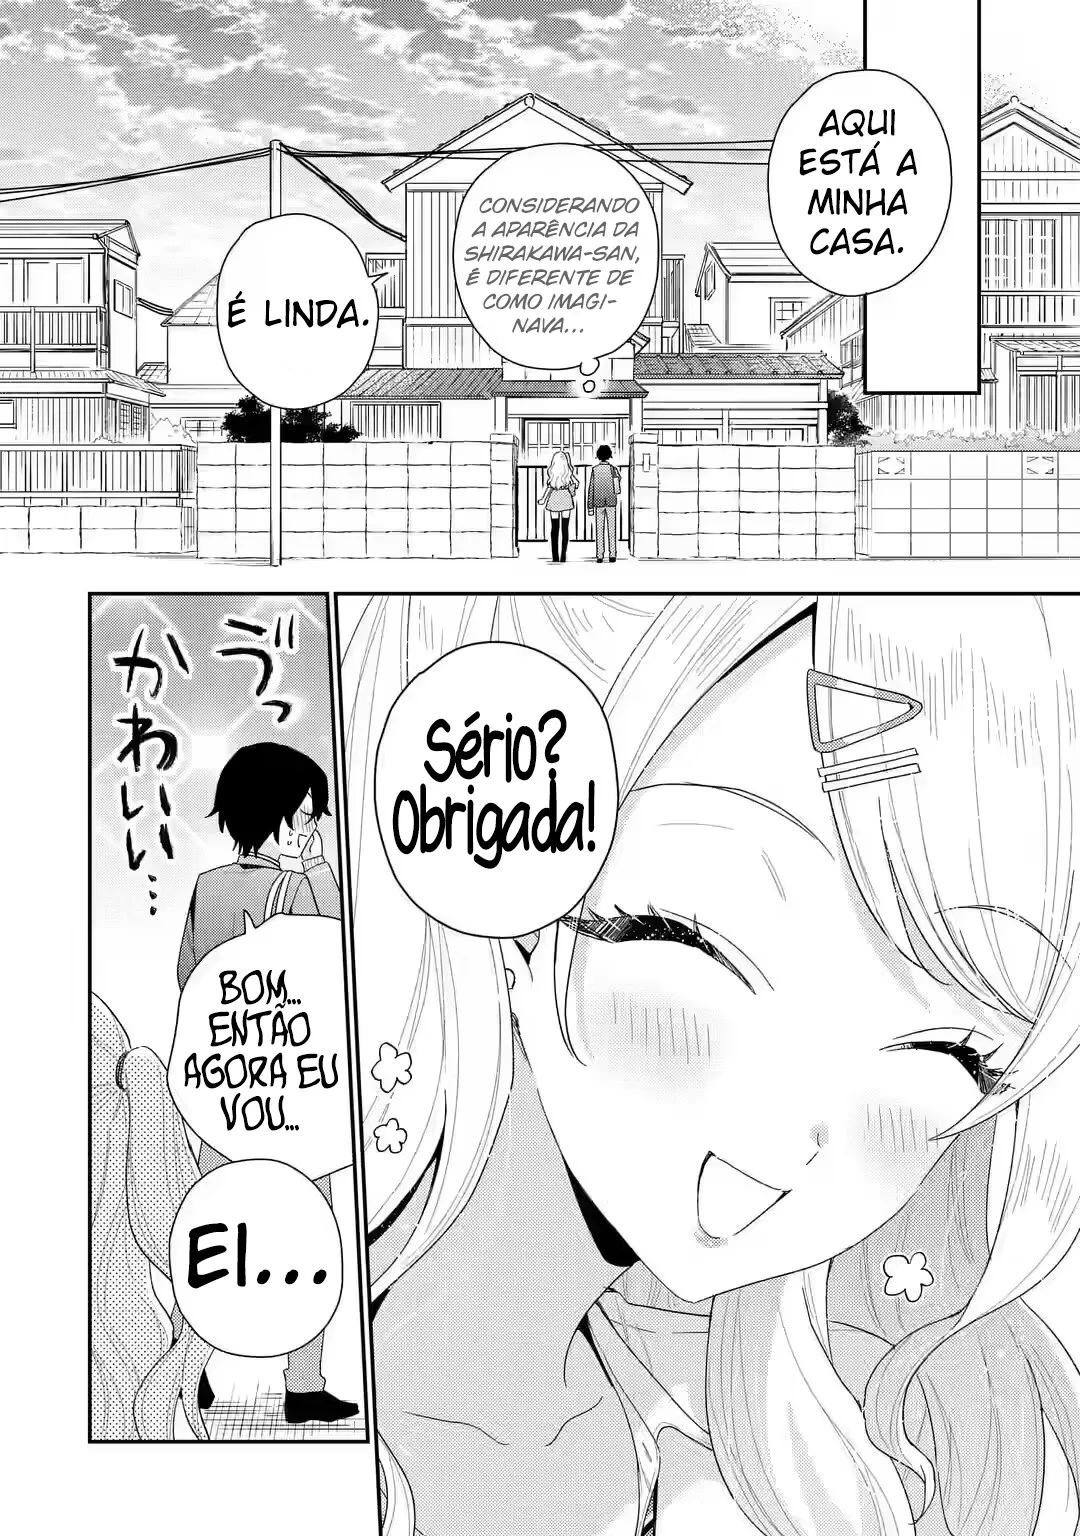 AQUI
ESTÁ A
MINHA
CASA.
CONSIDERANDO
A APARÊNCIA DA
SHIRAKAWA-SAN,
É DIFERENTE DE
COMO IMAGI-
NAVA...
É LINDA.
Sério?
Obrigada!
ゔっ
かわいい…
BOM...
ENTÃO
AGORA EU
VOU...
EI...